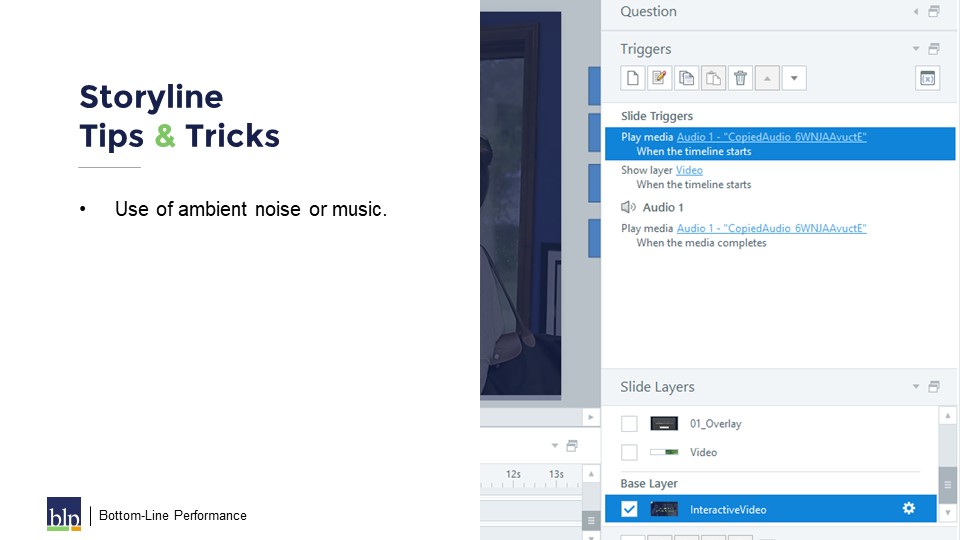 Storyline
Tips & Tricks
• Use of ambient noise or music.
blp
Bottom-Line Performance
Question
Triggers
Slide Triggers
Play media Audio 1 - "CopiedAudio_6WNJAAvuctE"
When the timeline starts
Show layer Video
When the timeline starts
Audio 1
Play media Audio 1 - "CopiedAudio_6WNJAAvuctE"
When the media completes
Slide Layers
01_Overlay
Video
Base Layer
InteractiveVideo
12s 13s